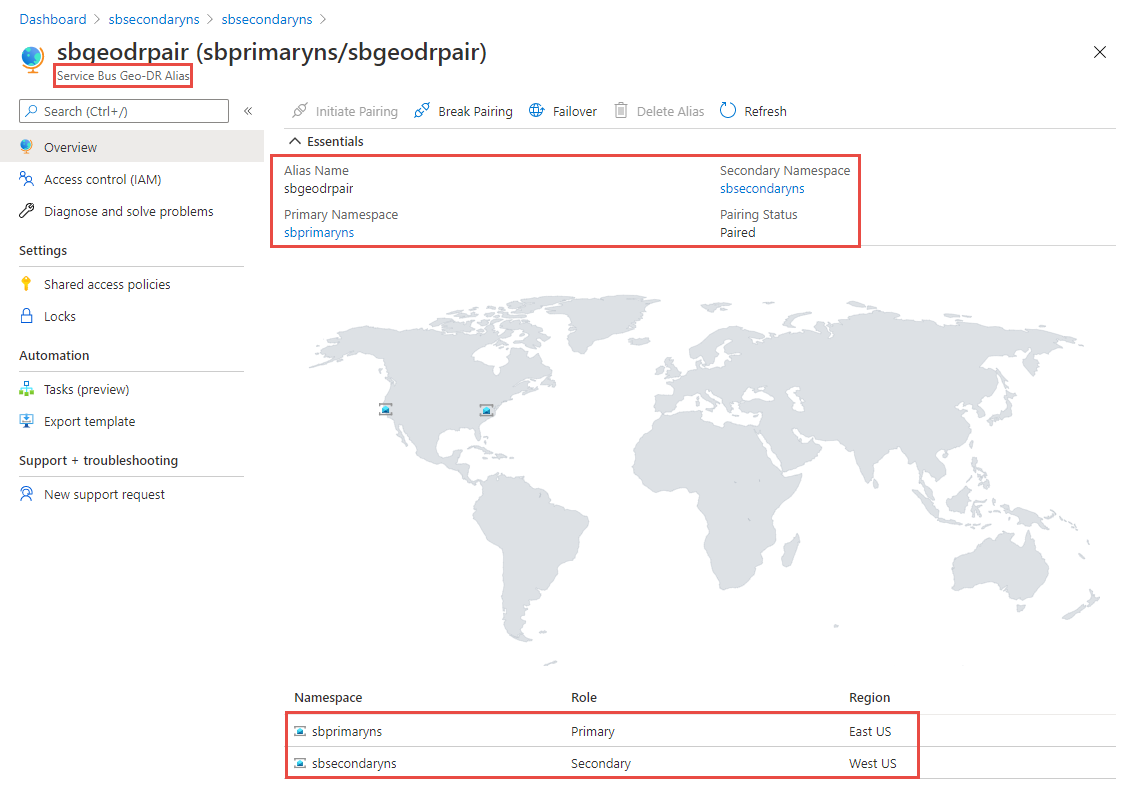 Dashboard > sbsecondaryns > sbsecondaryns >
sbgeodrpair (sbprimaryns/sbgeodrpair)
Service Bus Geo-DR Alias
Search (Ctrl+/)
«
Initiate Pairing Break Pairing Failover Delete Alias Refresh
Overview
Access control (IAM)
Diagnose and solve problems
Settings
Shared access policies
Locks
Automation
Tasks (preview)
Export template
Support + troubleshooting
New support request
Essentials
Alias Name
sbgeodrpair
Primary Namespace
sbprimaryns
Secondary Namespace
sbsecondaryns
Pairing Status
Paired
Namespace Role Region
sbprimaryns Primary East US
sbsecondaryns Secondary West US